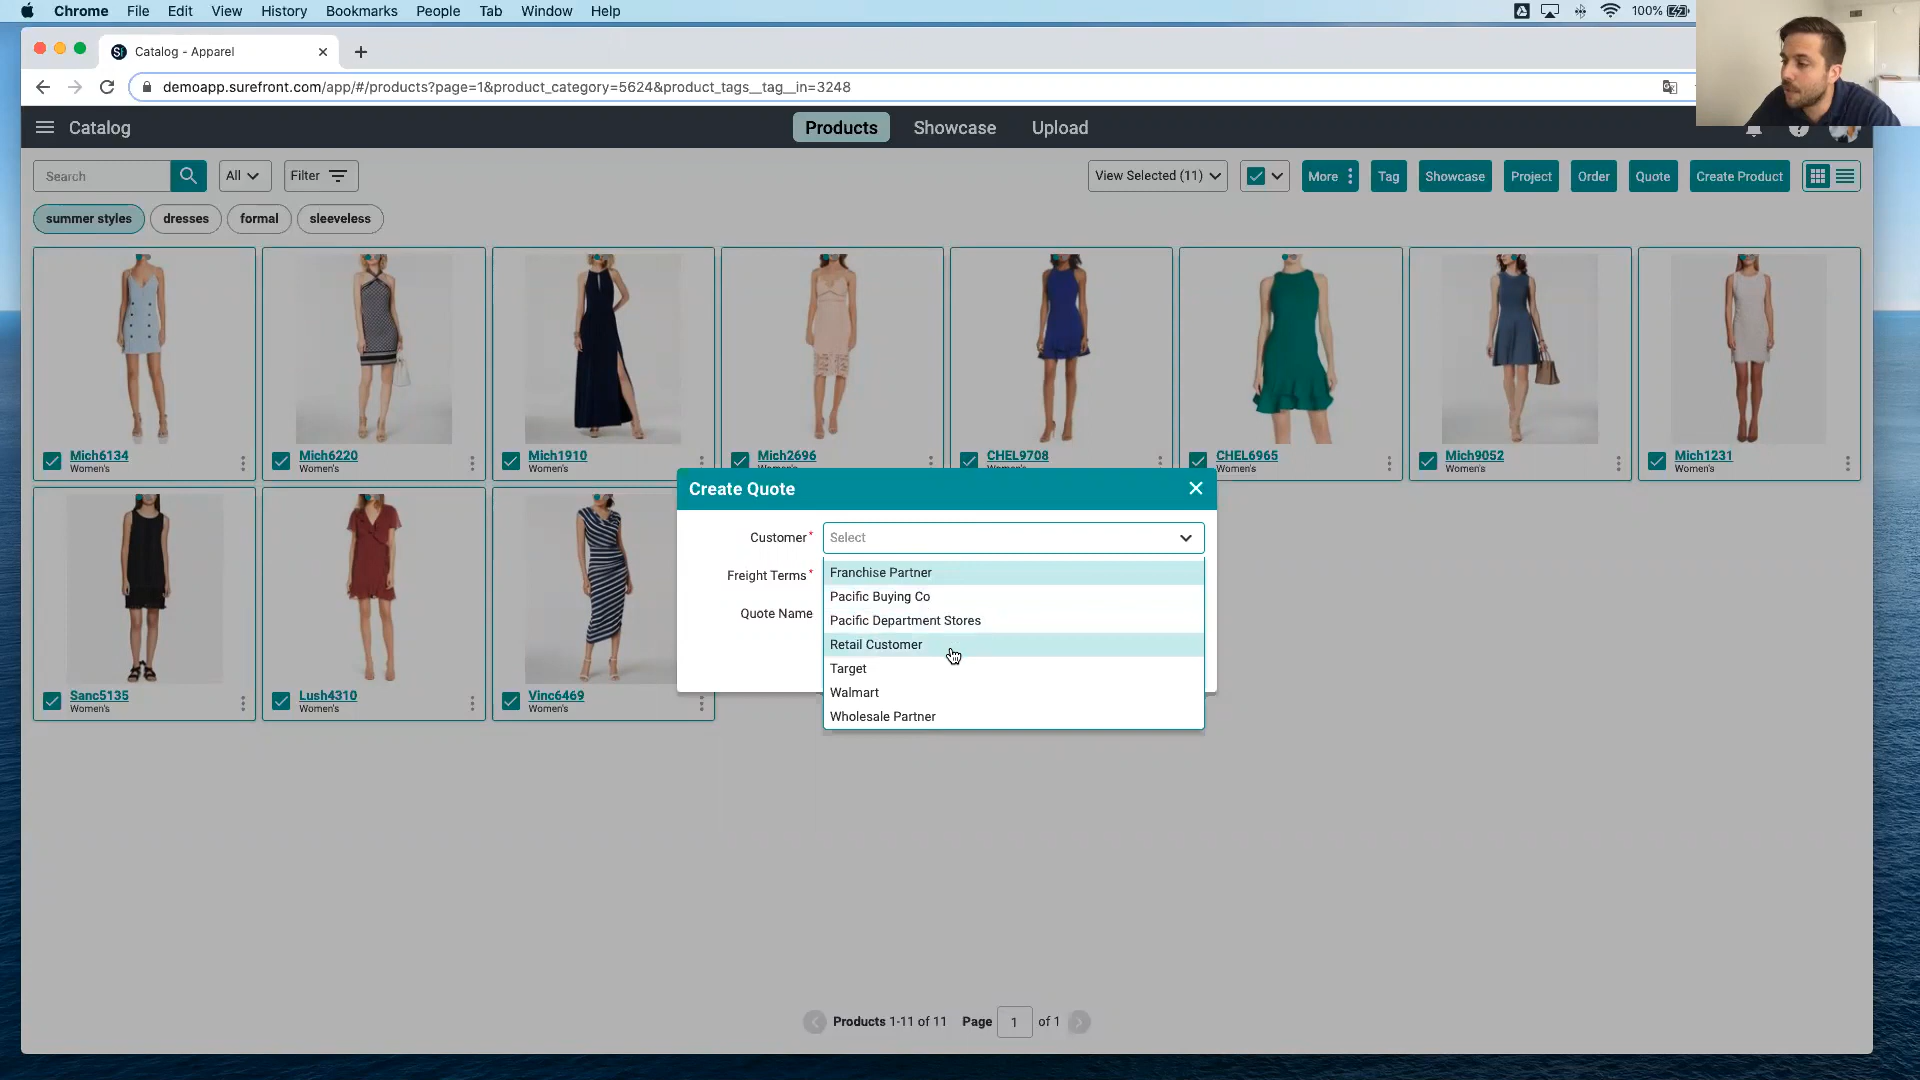 Chrome File Edit View History Bookmarks People Tab Window Help 100%
Catalog - Apparel
demoapp.surefront.com/app/#/products?page=1&product_category=5624&product_tags__tag__in=3248
Catalog Products Showcase Upload
Search All Filter View Selected (11) More Tag Showcase Project Order Quote Create Product
summer styles dresses formal sleeveless
Mich6134 Mich6220 Mich1910 Mich2696 CHEL9708 CHEL6965 Mich9052 Mich1231
Women's Women's Women's Women's Women's Women's Women's Women's
Create Quote
Customer* Select
Freight Terms*
Quote Name
Franchise Partner
Pacific Buying Co
Pacific Department Stores
Retail Customer
Target
Walmart
Wholesale Partner
Sanc5135 Lush4310 Vinc6469
Women's Women's Women's
Products 1-11 of 11 Page 1 of 1